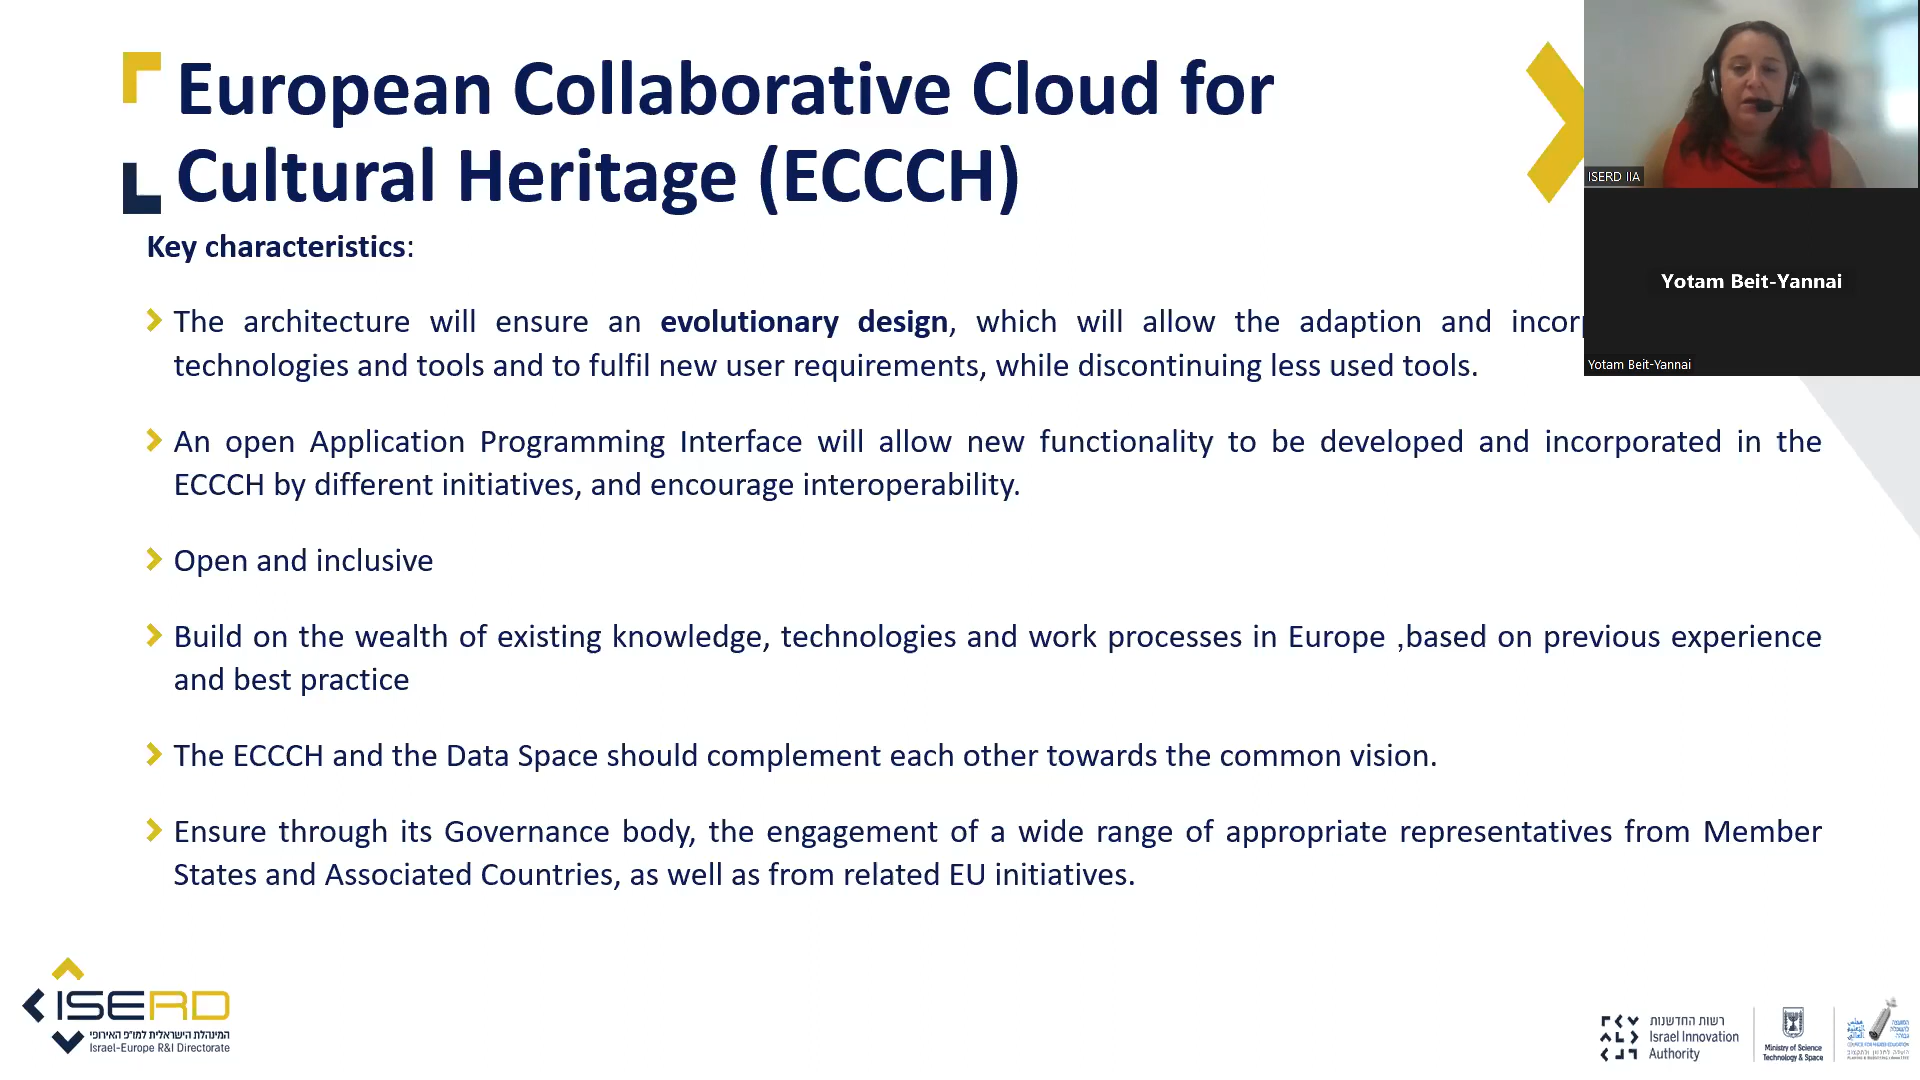 European Collaborative Cloud for
Cultural Heritage (ECCCH)
Key characteristics:
The architecture will ensure an evolutionary design, which will allow the adaption and
technologies and tools and to fulfil new user requirements, while discontinuing less used tools.
An open Application Programming Interface will allow new functionality to be developed and incorporated in the
ECCCH by different initiatives, and encourage interoperability.
Open and inclusive
Build on the wealth of existing knowledge, technologies and work processes in Europe ,based on previous experience
and best practice
The ECCCH and the Data Space should complement each other towards the common vision.
Ensure through its Governance body, the engagement of a wide range of appropriate representatives from Member
States and Associated Countries, as well as from related EU initiatives.
ISERD IIA
Yotam Beit-Yannai
Yotam Beit-Yannai
ISERD
המינהלת הישראלית למו״פ האירופי
Israel-Europe R&I Directorate
רשות החדשנות
Israel Innovation
Authority
Ministry of Science
Technology & Space